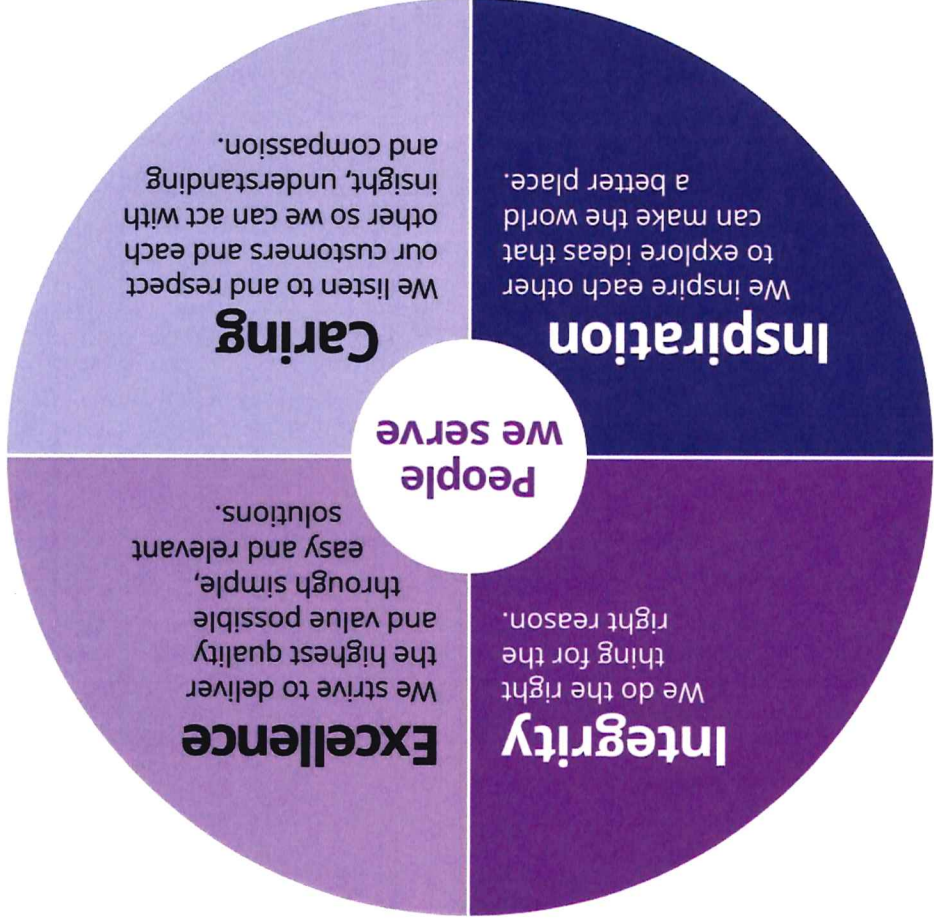 Integrity
We do the right
thing for the
right reason.
Excellence
We strive to deliver
the highest quality
and value possible
through simple,
easy and relevant
solutions.
People
we serve
Inspiration
We inspire each other
to explore ideas that
can make the world
a better place.
Caring
We listen to and respect
our customers and each
other so we can act with
insight, understanding
and compassion.